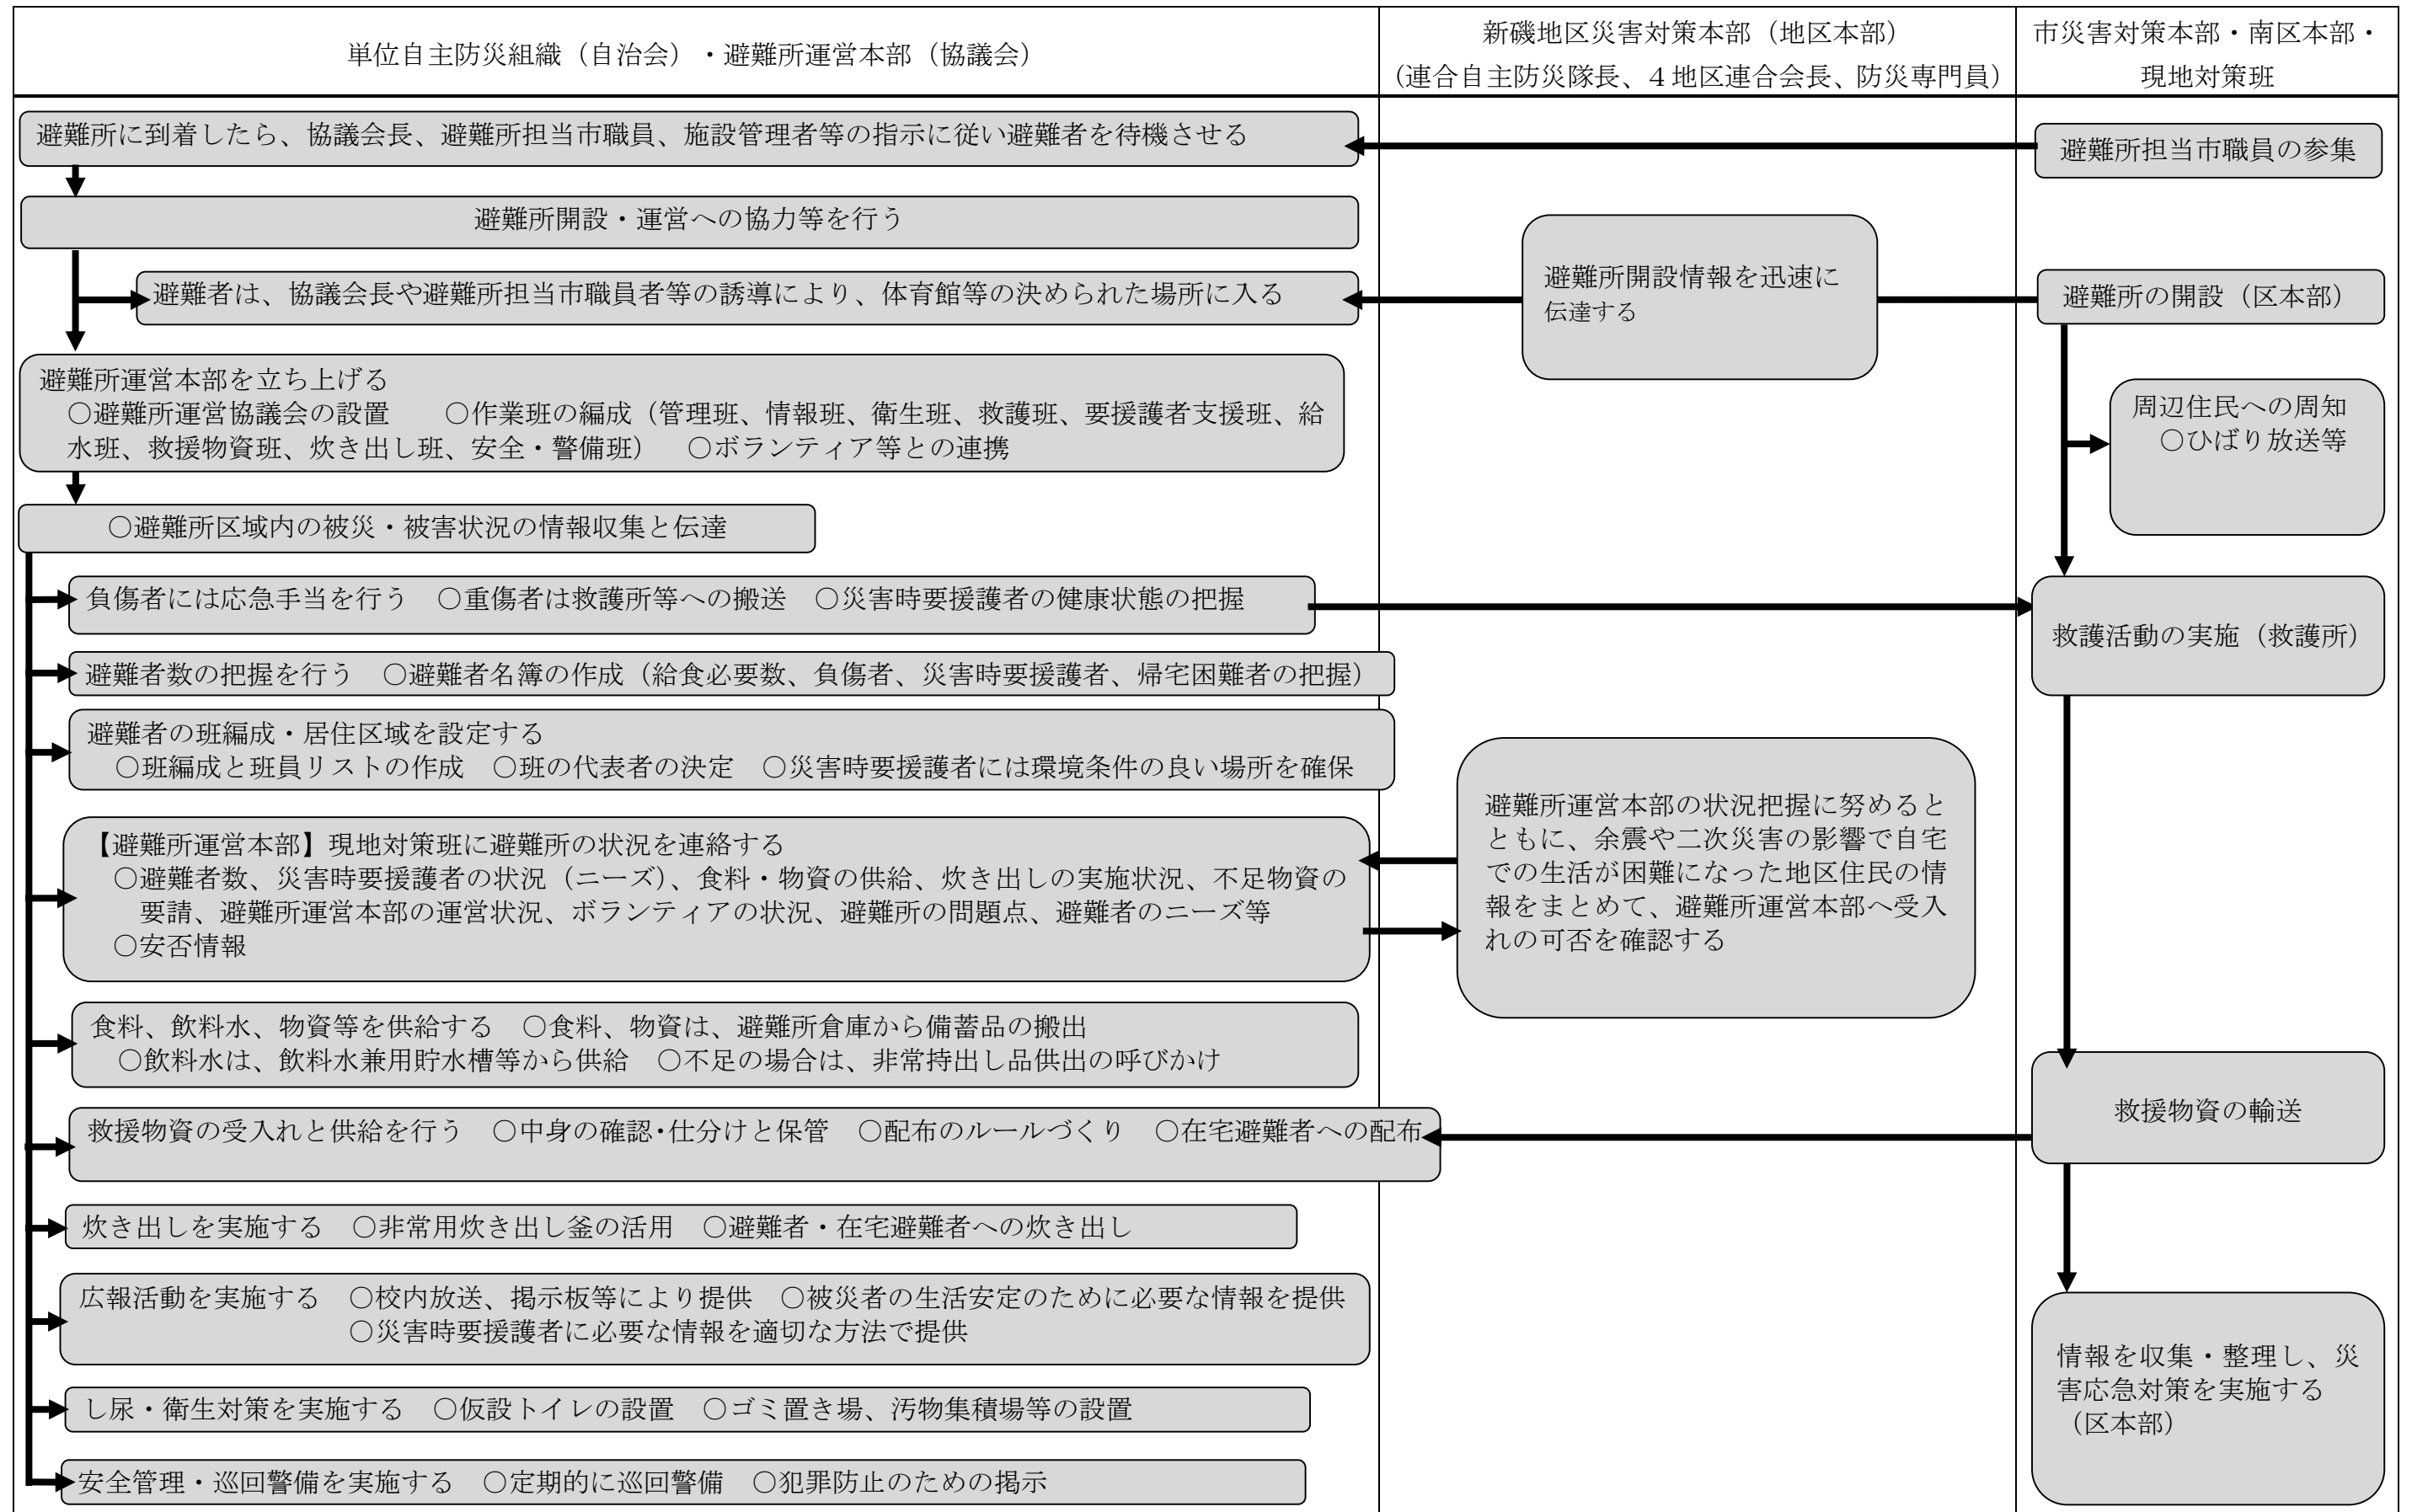 単位自主防災組織（自治会）・避難所運営本部（協議会）
新磯地区災害対策本部（地区本部）
（連合自主防災隊長、４地区連合会長、防災専門員）
市災害対策本部・南区本部・
現地対策班
避難所に到着したら、協議会長、避難所担当市職員、施設管理者等の指示に従い避難者を待機させる
避難所担当市職員の参集
避難所開設・運営への協力等を行う
避難者は、協議会長や避難所担当市職員者等の誘導により、体育館等の決められた場所に入る
避難所開設情報を迅速に
伝達する
避難所の開設（区本部）
避難所運営本部を立ち上げる
○避難所運営協議会の設置　○作業班の編成（管理班、情報班、衛生班、救護班、要援護者支援班、給
水班、救援物資班、炊き出し班、安全・警備班）　○ボランティア等との連携
周辺住民への周知
○ひばり放送等
○避難所区域内の被災・被害状況の情報収集と伝達
負傷者には応急手当を行う　○重傷者は救護所等への搬送　○災害時要援護者の健康状態の把握
救護活動の実施（救護所）
避難者数の把握を行う　○避難者名簿の作成（給食必要数、負傷者、災害時要援護者、帰宅困難者の把握）
避難者の班編成・居住区域を設定する
○班編成と班員リストの作成　○班の代表者の決定　○災害時要援護者には環境条件の良い場所を確保
【避難所運営本部】現地対策班に避難所の状況を連絡する
○避難者数、災害時要援護者の状況（ニーズ）、食料・物資の供給、炊き出しの実施状況、不足物資の
要請、避難所運営本部の運営状況、ボランティアの状況、避難所の問題点、避難者のニーズ等
○安否情報
避難所運営本部の状況把握に努めると
ともに、余震や二次災害の影響で自宅
での生活が困難になった地区住民の情
報をまとめて、避難所運営本部へ受入
れの可否を確認する
食料、飲料水、物資等を供給する　○食料、物資は、避難所倉庫から備蓄品の搬出
○飲料水は、飲料水兼用貯水槽等から供給　○不足の場合は、非常持出し品供出の呼びかけ
救援物資の受入れと供給を行う　○中身の確認・仕分けと保管　○配布のルールづくり　○在宅避難者への配布
救援物資の輸送
炊き出しを実施する　○非常用炊き出し釜の活用　○避難者・在宅避難者への炊き出し
広報活動を実施する　○校内放送、掲示板等により提供　○被災者の生活安定のために必要な情報を提供
○災害時要援護者に必要な情報を適切な方法で提供
情報を収集・整理し、災
害応急対策を実施する
（区本部）
し尿・衛生対策を実施する　○仮設トイレの設置　○ゴミ置き場、汚物集積場等の設置
安全管理・巡回警備を実施する　○定期的に巡回警備　○犯罪防止のための掲示